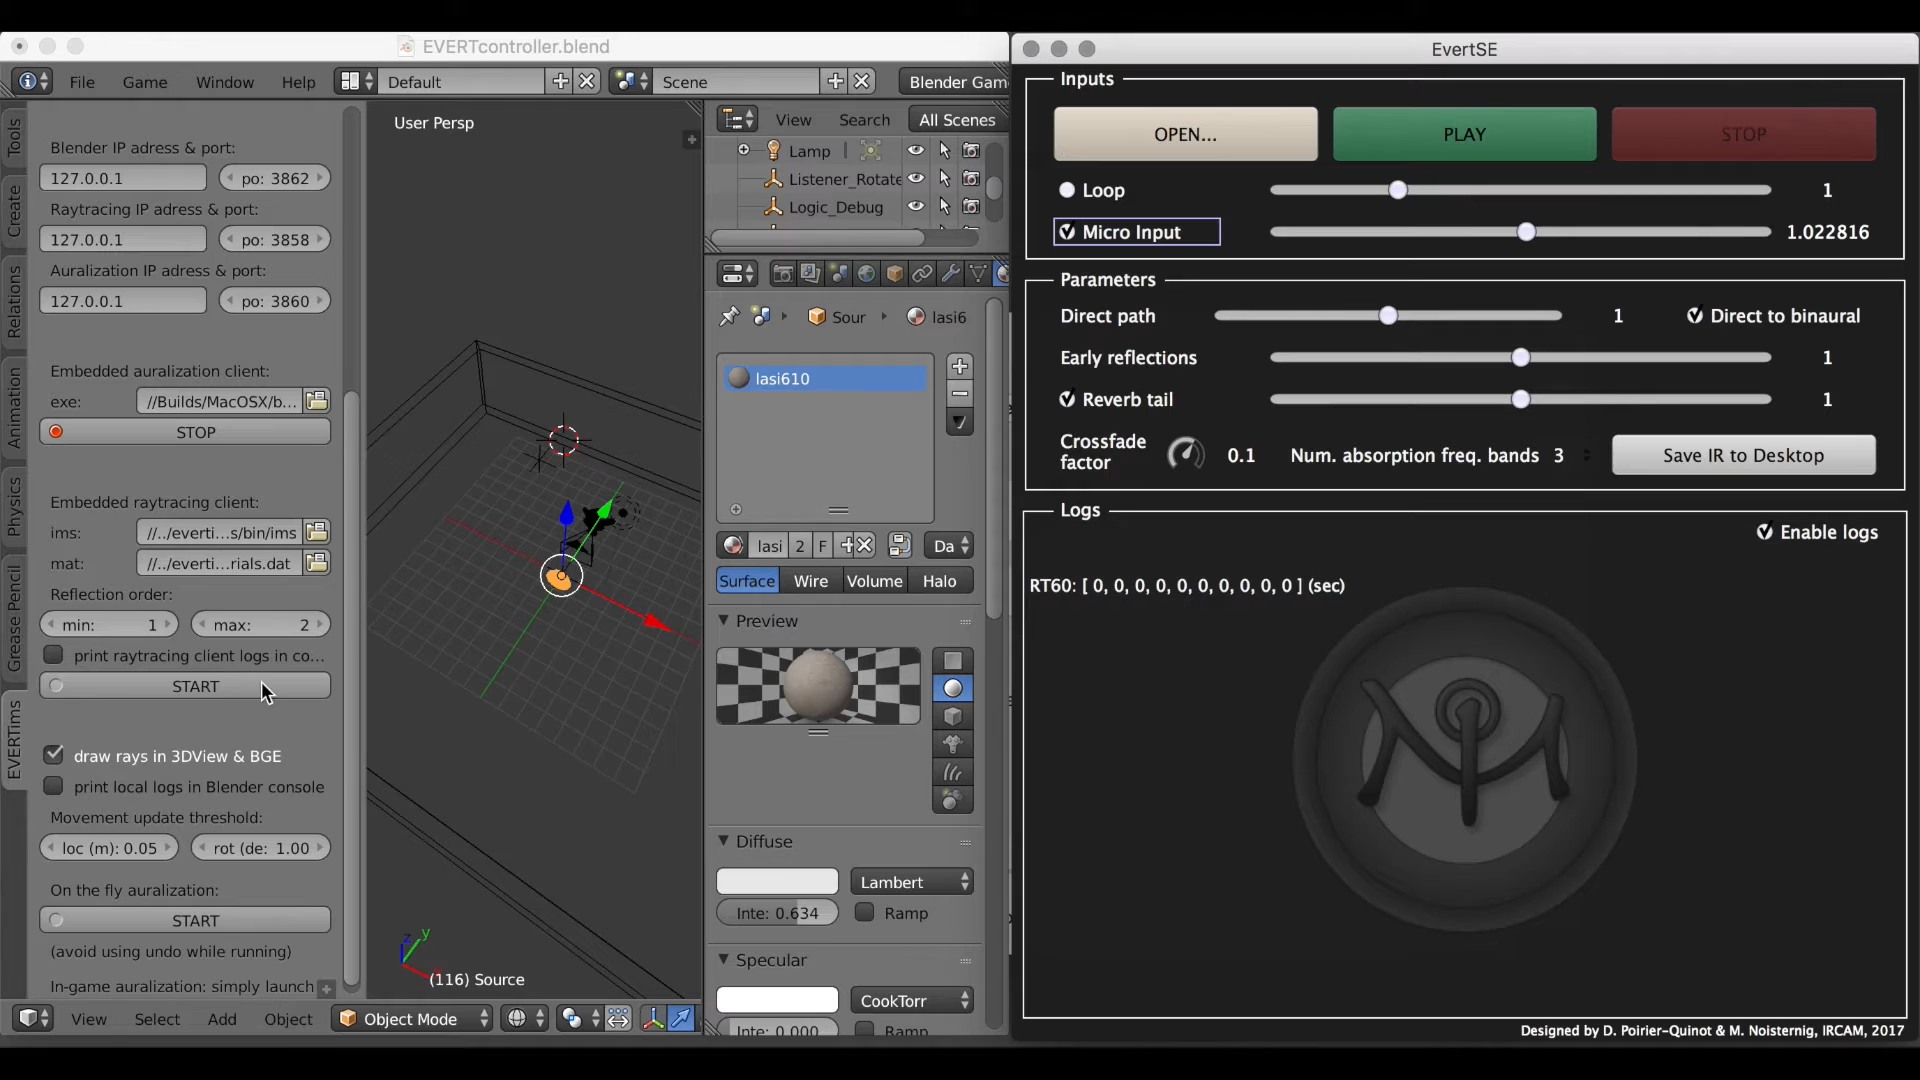 EVERTcontroller.blend
File Game Window Help Default Scene Blender Gam
Tools
Create
Relations
Animation
Physics
Grease Pencil
EVERTims
Blender IP adress & port:
127.0.0.1 po: 3862
Raytracing IP adress & port:
127.0.0.1 po: 3858
Auralization IP adress & port:
127.0.0.1 po: 3860
Embedded auralization client:
exe: //Builds/MacOSX/b...
STOP
Embedded raytracing client:
ims: //../everti...s/bin/ims
mat: //../everti...rials.dat
Reflection order:
min: 1 max: 2
print raytracing client logs in co...
START
draw rays in 3DView & BGE
print local logs in Blender console
Movement update threshold:
loc (m): 0.05 rot (de: 1.00
On the fly auralization:
START
(avoid using undo while running)
In-game auralization: simply launch
User Persp
z y
(116) Source
View Select Add Object Object Mode
View Search All Scenes
Lamp
Listener_Rotate
Logic_Debug
Sour lasi6
lasi610
lasi 2 F Da
Surface Wire Volume Halo
Preview
Diffuse
Lambert
Inte: 0.634 Ramp
Specular
CookTorr
Inte: 0.000 Ramp
EvertSE
Inputs
OPEN... PLAY STOP
Loop 1
Micro Input 1.022816
Parameters
Direct path 1 Direct to binaural
Early reflections 1
Reverb tail 1
Crossfade
factor 0.1 Num. absorption freq. bands 3 Save IR to Desktop
Logs
Enable logs
RT60: [ 0, 0, 0, 0, 0, 0, 0, 0, 0, 0 ] (sec)
Designed by D. Poirier-Quinot & M. Noisternig, IRCAM, 2017